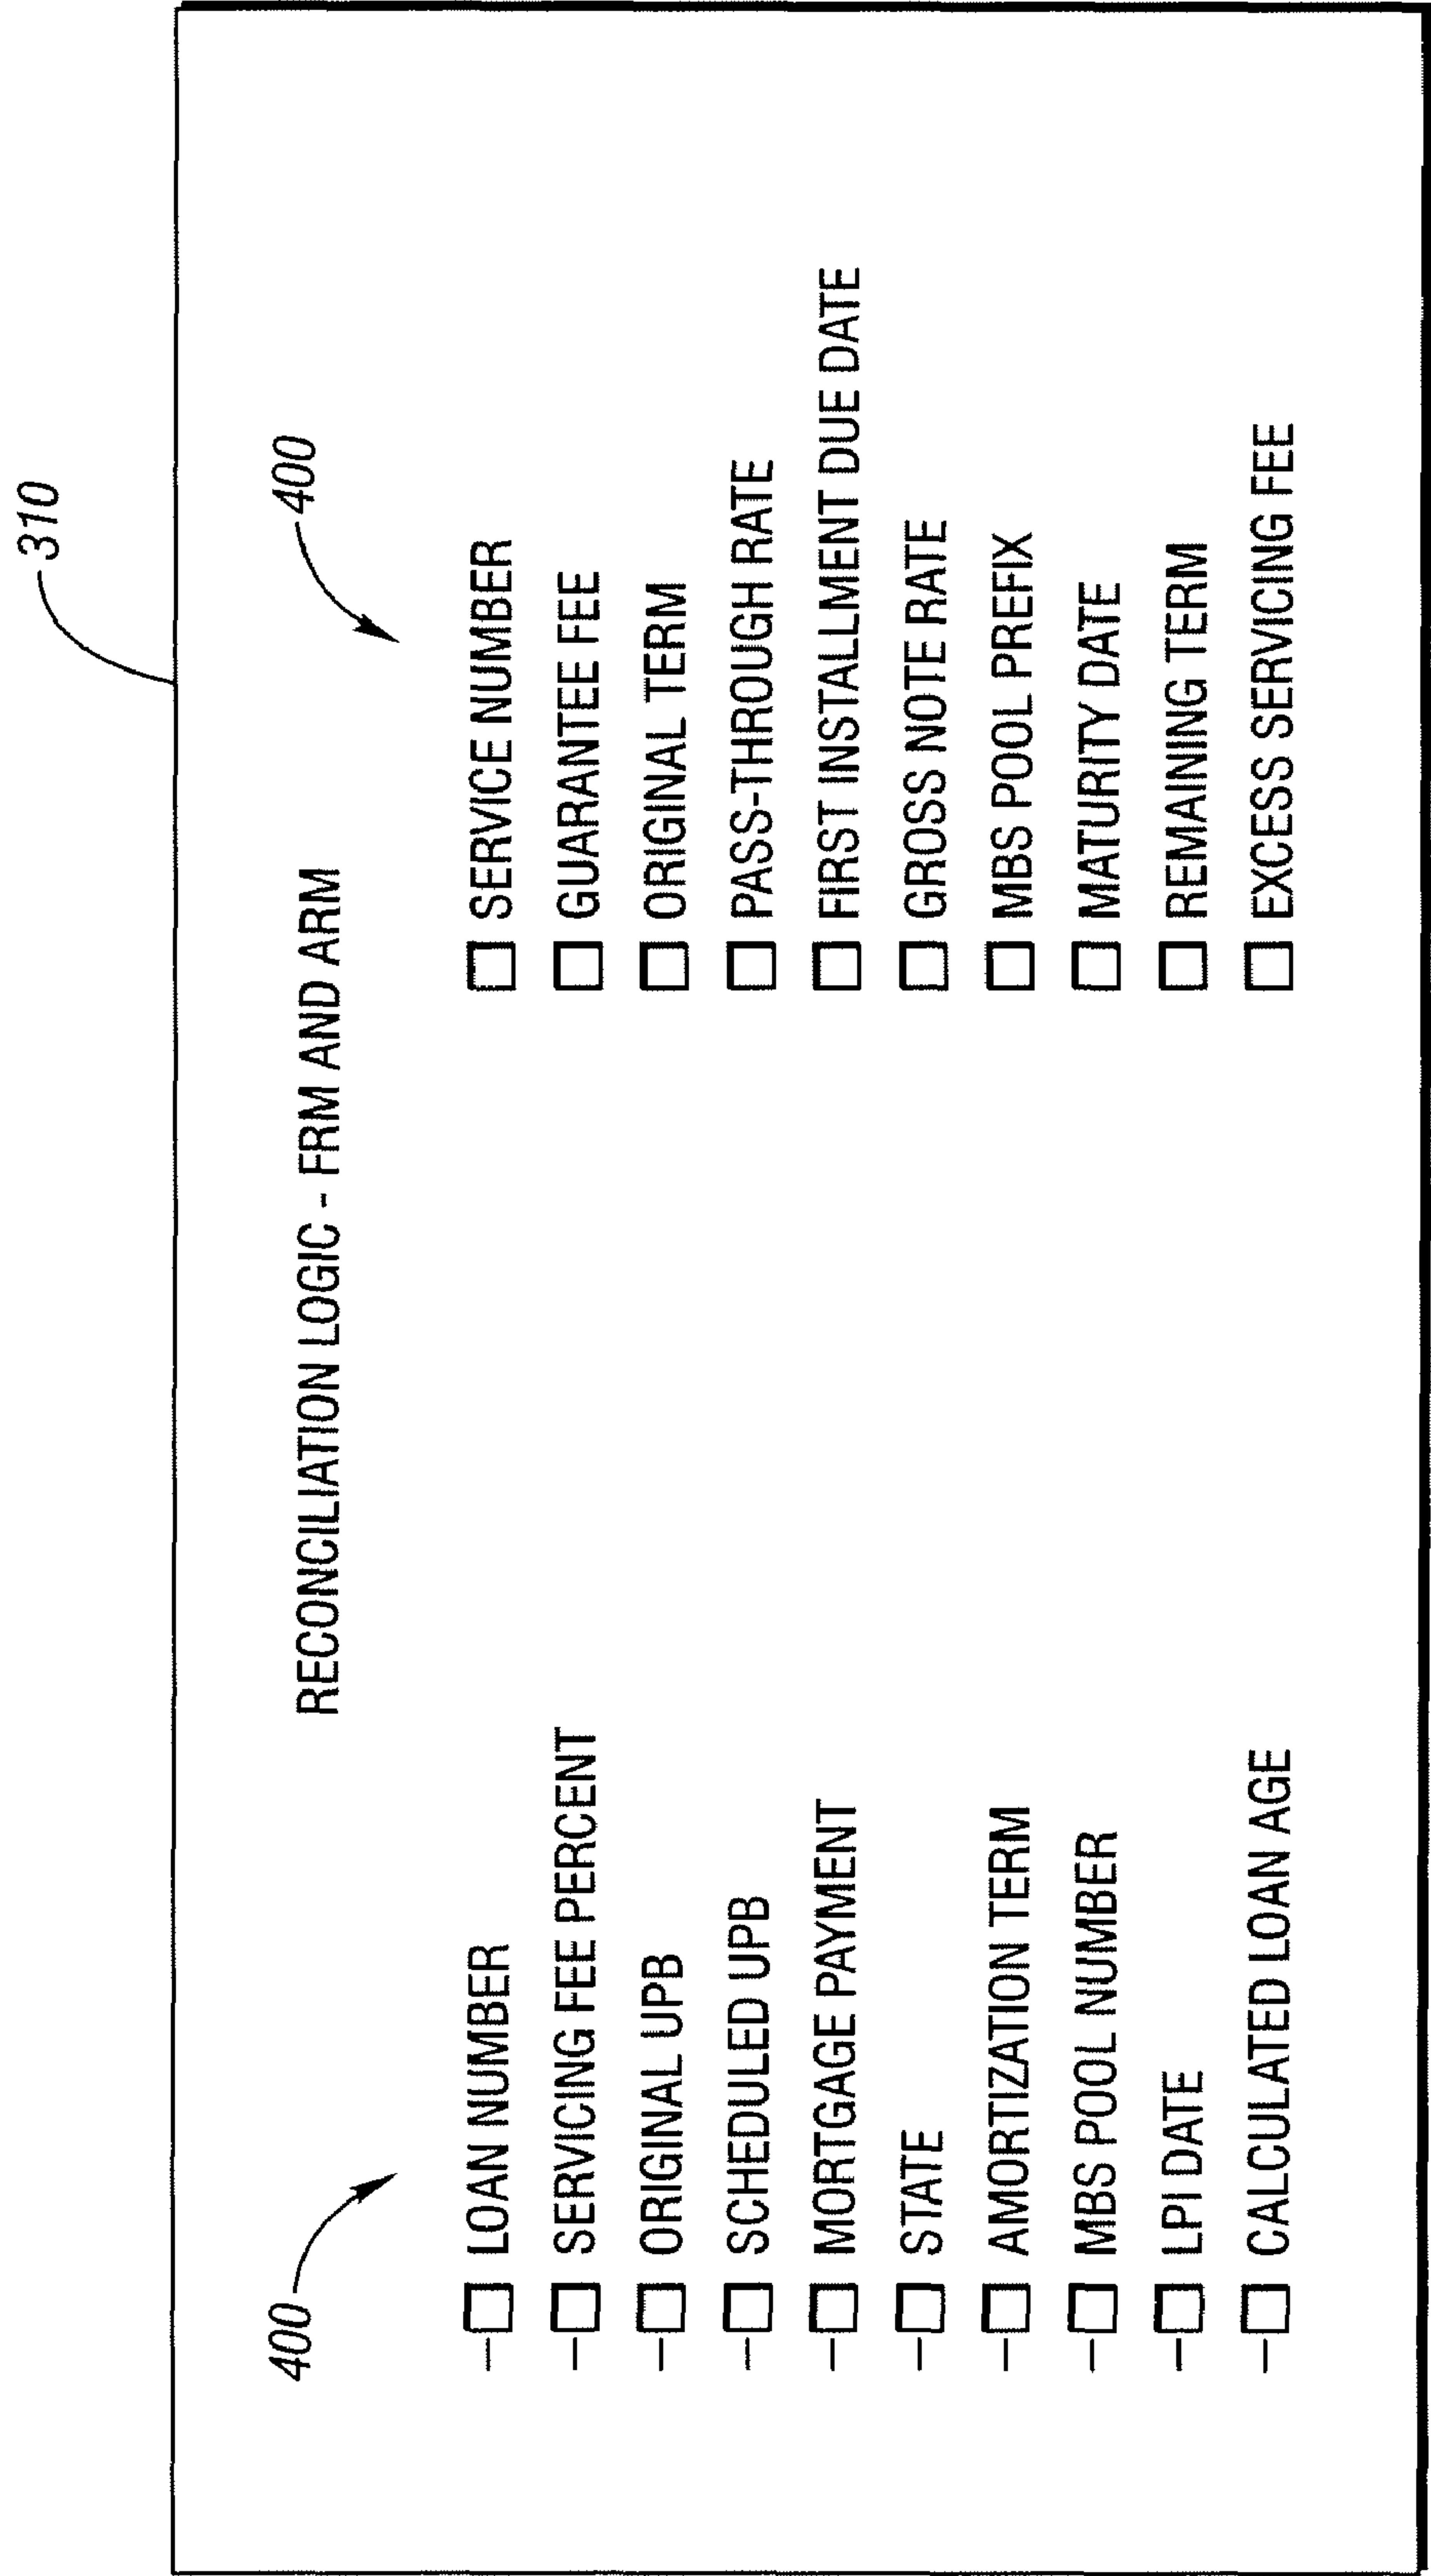 310
RECONCILIATION LOGIC - FRM AND ARM
400
400
– □ LOAN NUMBER
– □ SERVICING FEE PERCENT
– □ ORIGINAL UPB
– □ SCHEDULED UPB
– □ MORTGAGE PAYMENT
– □ STATE
– □ AMORTIZATION TERM
– □ MBS POOL NUMBER
– □ LPI DATE
– □ CALCULATED LOAN AGE
□ SERVICE NUMBER
□ GUARANTEE FEE
□ ORIGINAL TERM
□ PASS-THROUGH RATE
□ FIRST INSTALLMENT DUE DATE
□ GROSS NOTE RATE
□ MBS POOL PREFIX
□ MATURITY DATE
□ REMAINING TERM
□ EXCESS SERVICING FEE